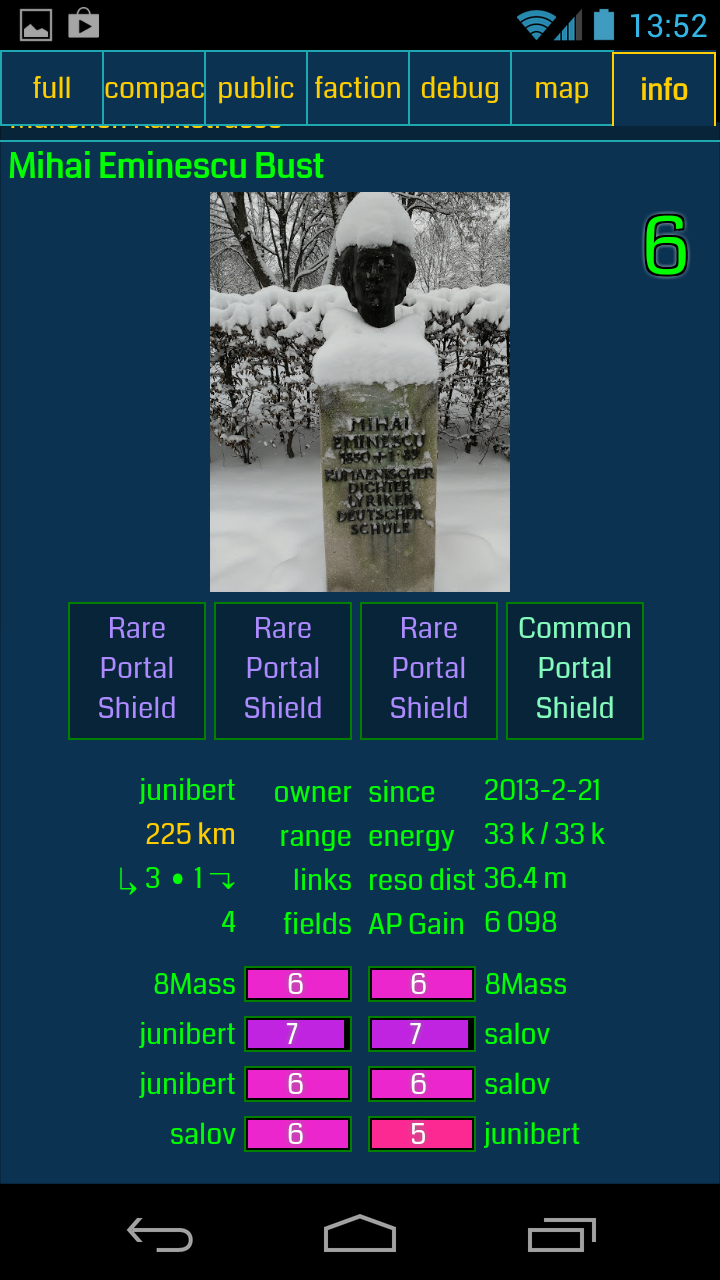 13:52
full compac public faction debug map info
Mihai Eminescu Bust
6
MIHAI
EMINESCU
RUMAENISCHER
DICHTER
LYRIKER
DEUTSCHER
SCHULE
Rare Portal Shield
Rare Portal Shield
Rare Portal Shield
Common Portal Shield
junibert owner since 2013-2-21
225 km range energy 33 k / 33 k
↳ 3 • 1 links reso dist 36.4 m
4 fields AP Gain 6 098
8Mass 6 6 8Mass
junibert 7 7 salov
junibert 6 6 salov
salov 6 5 junibert